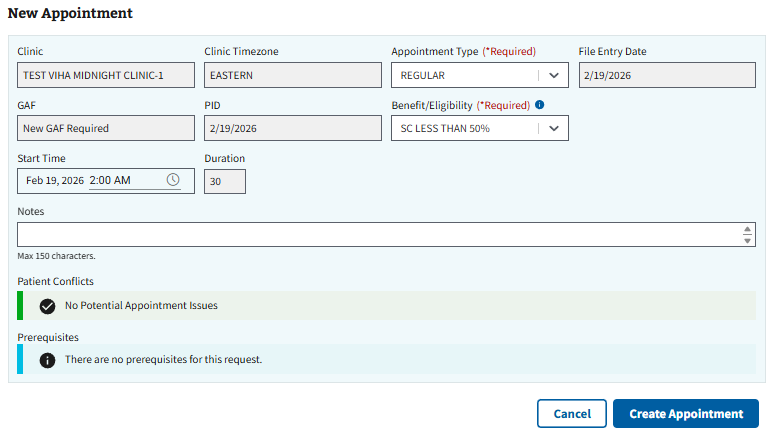 New Appointment
Clinic
Clinic Timezone
Appointment Type (*Required)
File Entry Date
TEST VIHA MIDNIGHT CLINIC-1
EASTERN
REGULAR
2/19/2026
GAF
PID
Benefit/Eligibility (*Required)
New GAF Required
2/19/2026
SC LESS THAN 50%
Start Time
Duration
Feb 19, 2026 2:00 AM
30
Notes
Max 150 characters.
Patient Conflicts
No Potential Appointment Issues
Prerequisites
There are no prerequisites for this request.
Cancel
Create Appointment